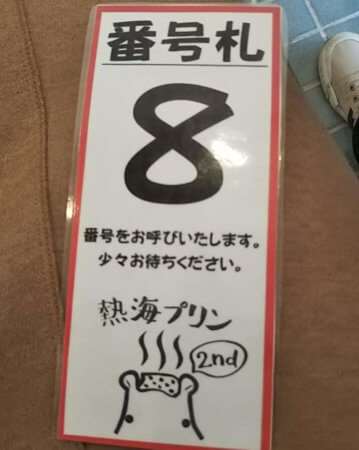 番号札
8
番号をお呼びいたします。
少々お待ちください。
熱海プリン
2nd